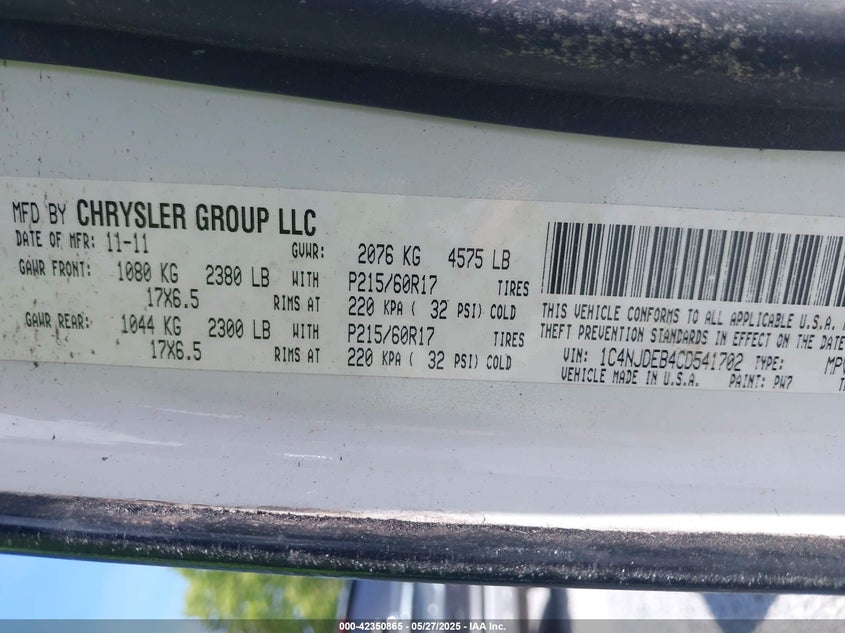 MFD BY CHRYSLER GROUP LLC
DATE OF MFR: 11-11 GVWR: 2076 KG 4575 LB
GAWR FRONT: 1080 KG 2380 LB WITH P215/60R17 TIRES
17X6.5 RIMS AT 220 KPA ( 32 PSI) COLD
GAWR REAR: 1044 KG 2300 LB WITH P215/60R17 TIRES
17X6.5 RIMS AT 220 KPA ( 32 PSI) COLD
THIS VEHICLE CONFORMS TO ALL APPLICABLE U.S.A.
THEFT PREVENTION STANDARDS IN EFFECT ON THE DATE
VIN: 1C4NJDEB4CD541702 TYPE: MPV
VEHICLE MADE IN U.S.A. PAINT: PW7
000-42350865 - 05/27/2025 - IAA Inc.